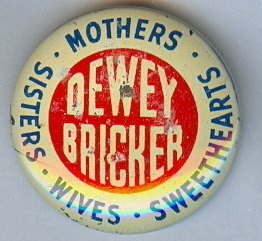 SISTERS · MOTHERS · SWEETHEARTS · WIVES ·
DEWEY
BRICKER